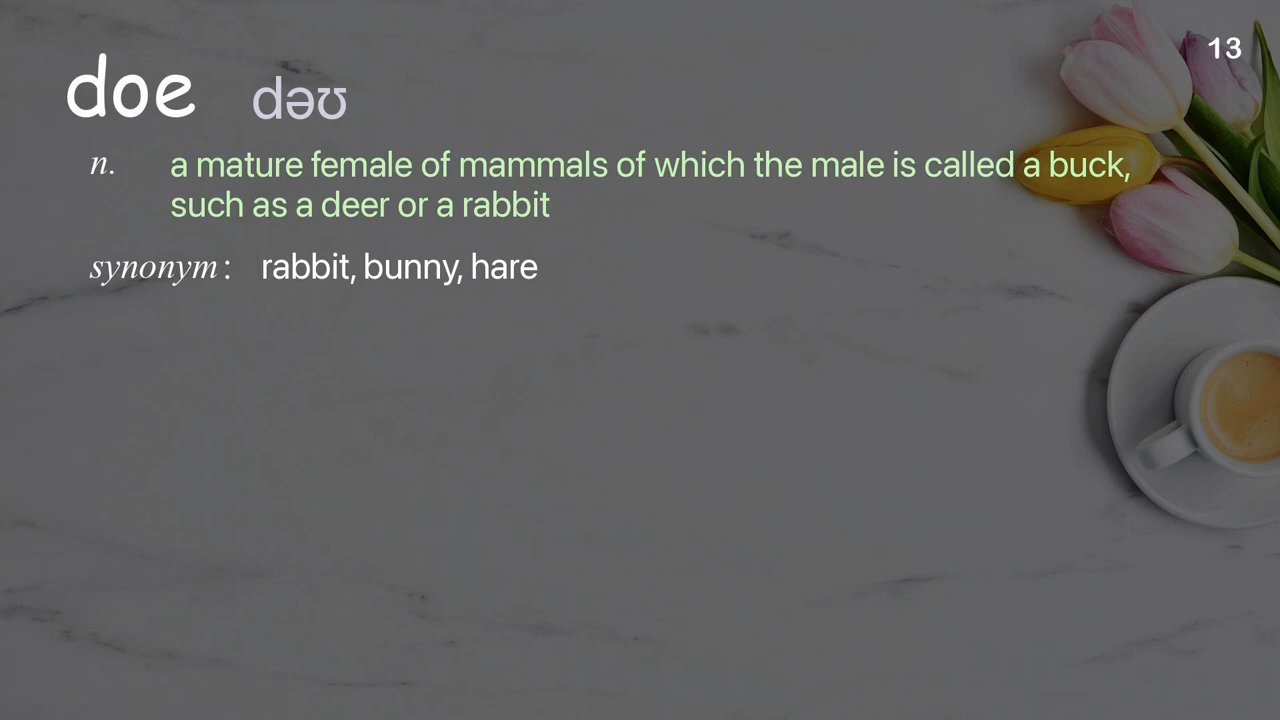 13
doe dəʊ
n. a mature female of mammals of which the male is called a buck,
such as a deer or a rabbit
synonym: rabbit, bunny, hare